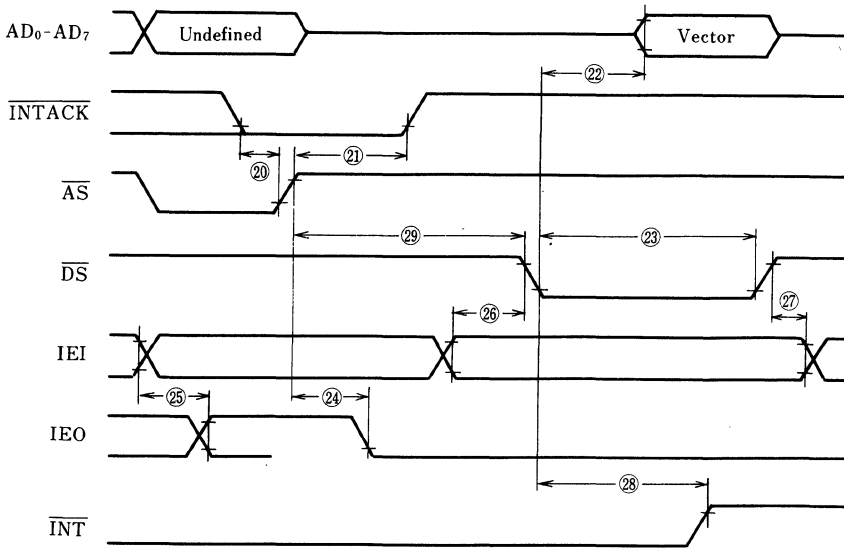 AD₀-AD₇ Undefined Vector
㉒
INTACK
⑳ ㉑
AS
㉙ ㉓
DS
㉖ ㉗
IEI
㉕ ㉔
IEO
㉘
INT